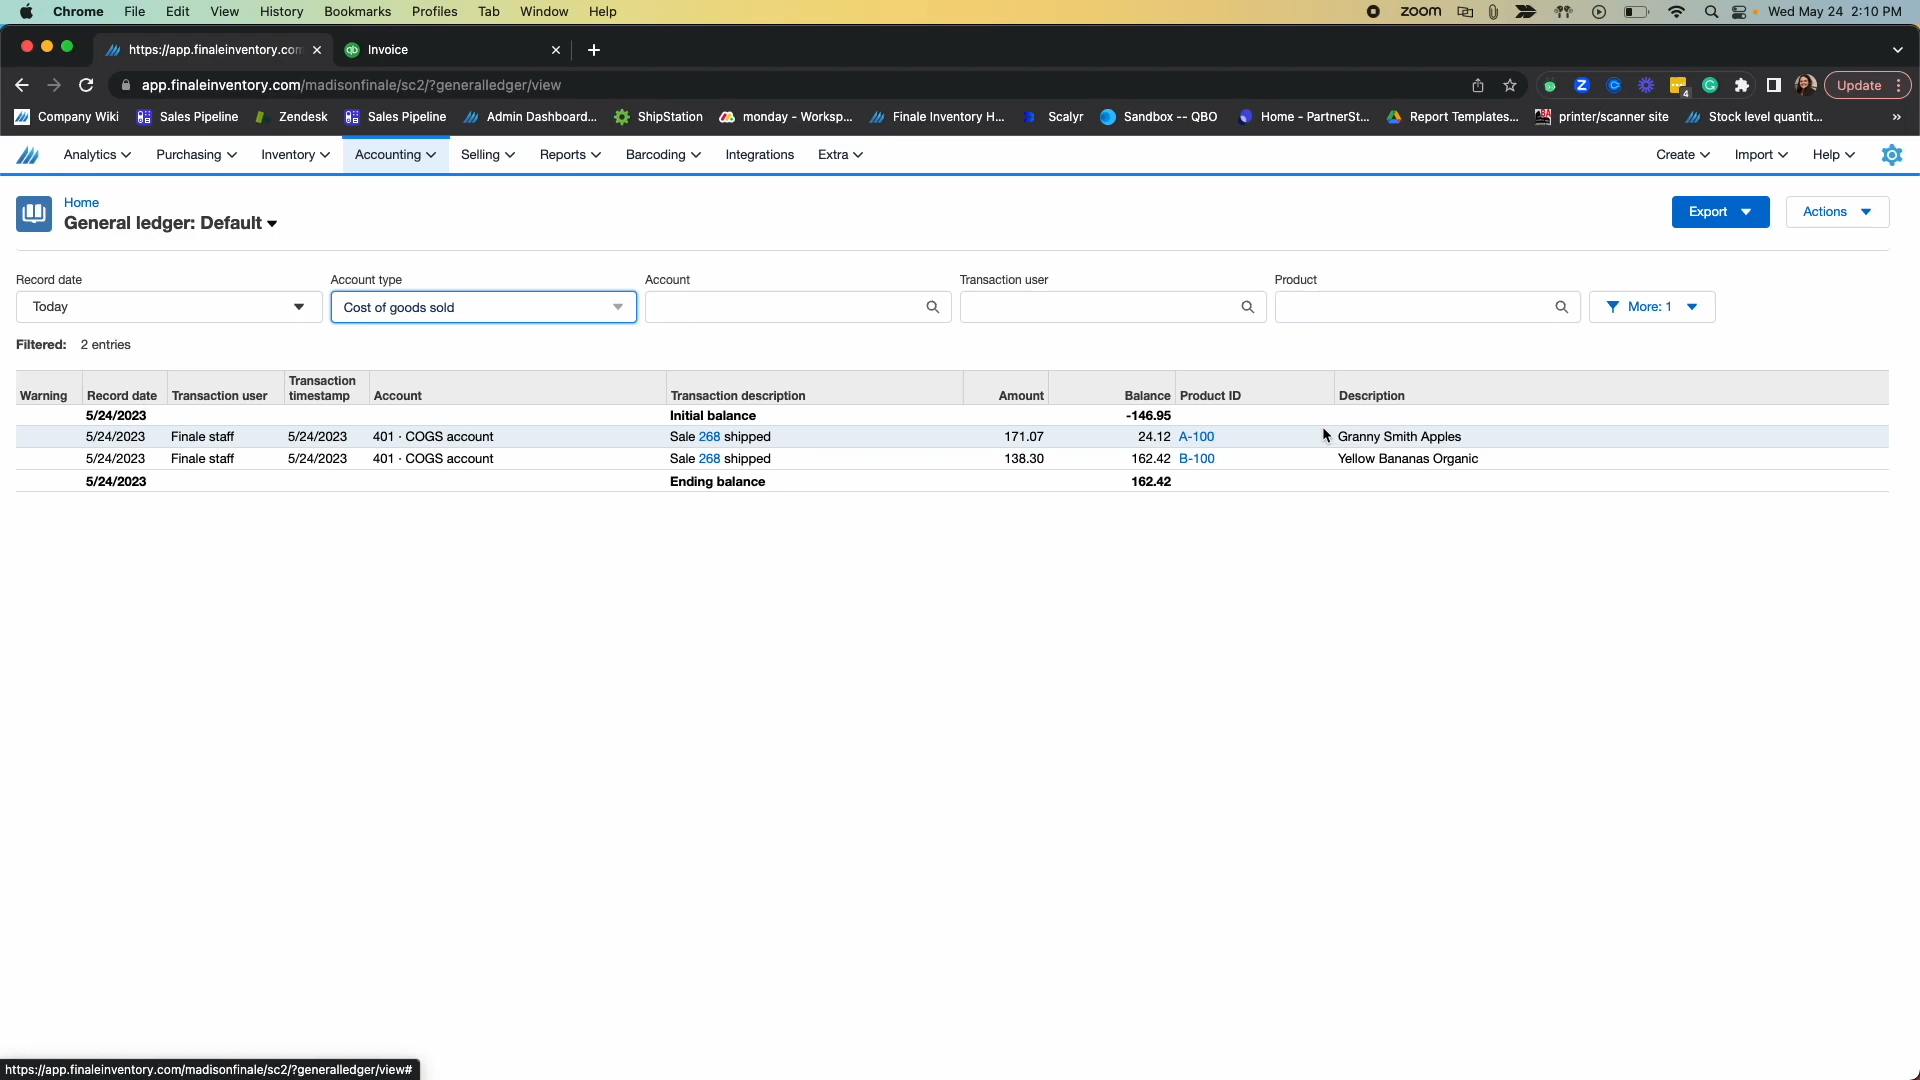 Chrome File Edit View History Bookmarks Profiles Tab Window Help zoom Wed May 24 2:10 PM
https://app.finaleinventory.com Invoice
app.finaleinventory.com/madisonfinale/sc2/?generalledger/view Update
Company Wiki Sales Pipeline Zendesk Sales Pipeline Admin Dashboard... ShipStation monday - Worksp... Finale Inventory H... Scalyr Sandbox -- QBO Home - PartnerSt... Report Templates... printer/scanner site Stock level quantit... »
Analytics Purchasing Inventory Accounting Selling Reports Barcoding Integrations Extra Create Import Help
Home
General ledger: Default
Export Actions
Record date Account type Account Transaction user Product
Today Cost of goods sold More: 1
Filtered: 2 entries
Warning Record date Transaction user Transaction timestamp Account Transaction description Amount Balance Product ID Description
5/24/2023 Initial balance -146.95
5/24/2023 Finale staff 5/24/2023 401 · COGS account Sale 268 shipped 171.07 24.12 A-100 Granny Smith Apples
5/24/2023 Finale staff 5/24/2023 401 · COGS account Sale 268 shipped 138.30 162.42 B-100 Yellow Bananas Organic
5/24/2023 Ending balance 162.42
https://app.finaleinventory.com/madisonfinale/sc2/?generalledger/view#